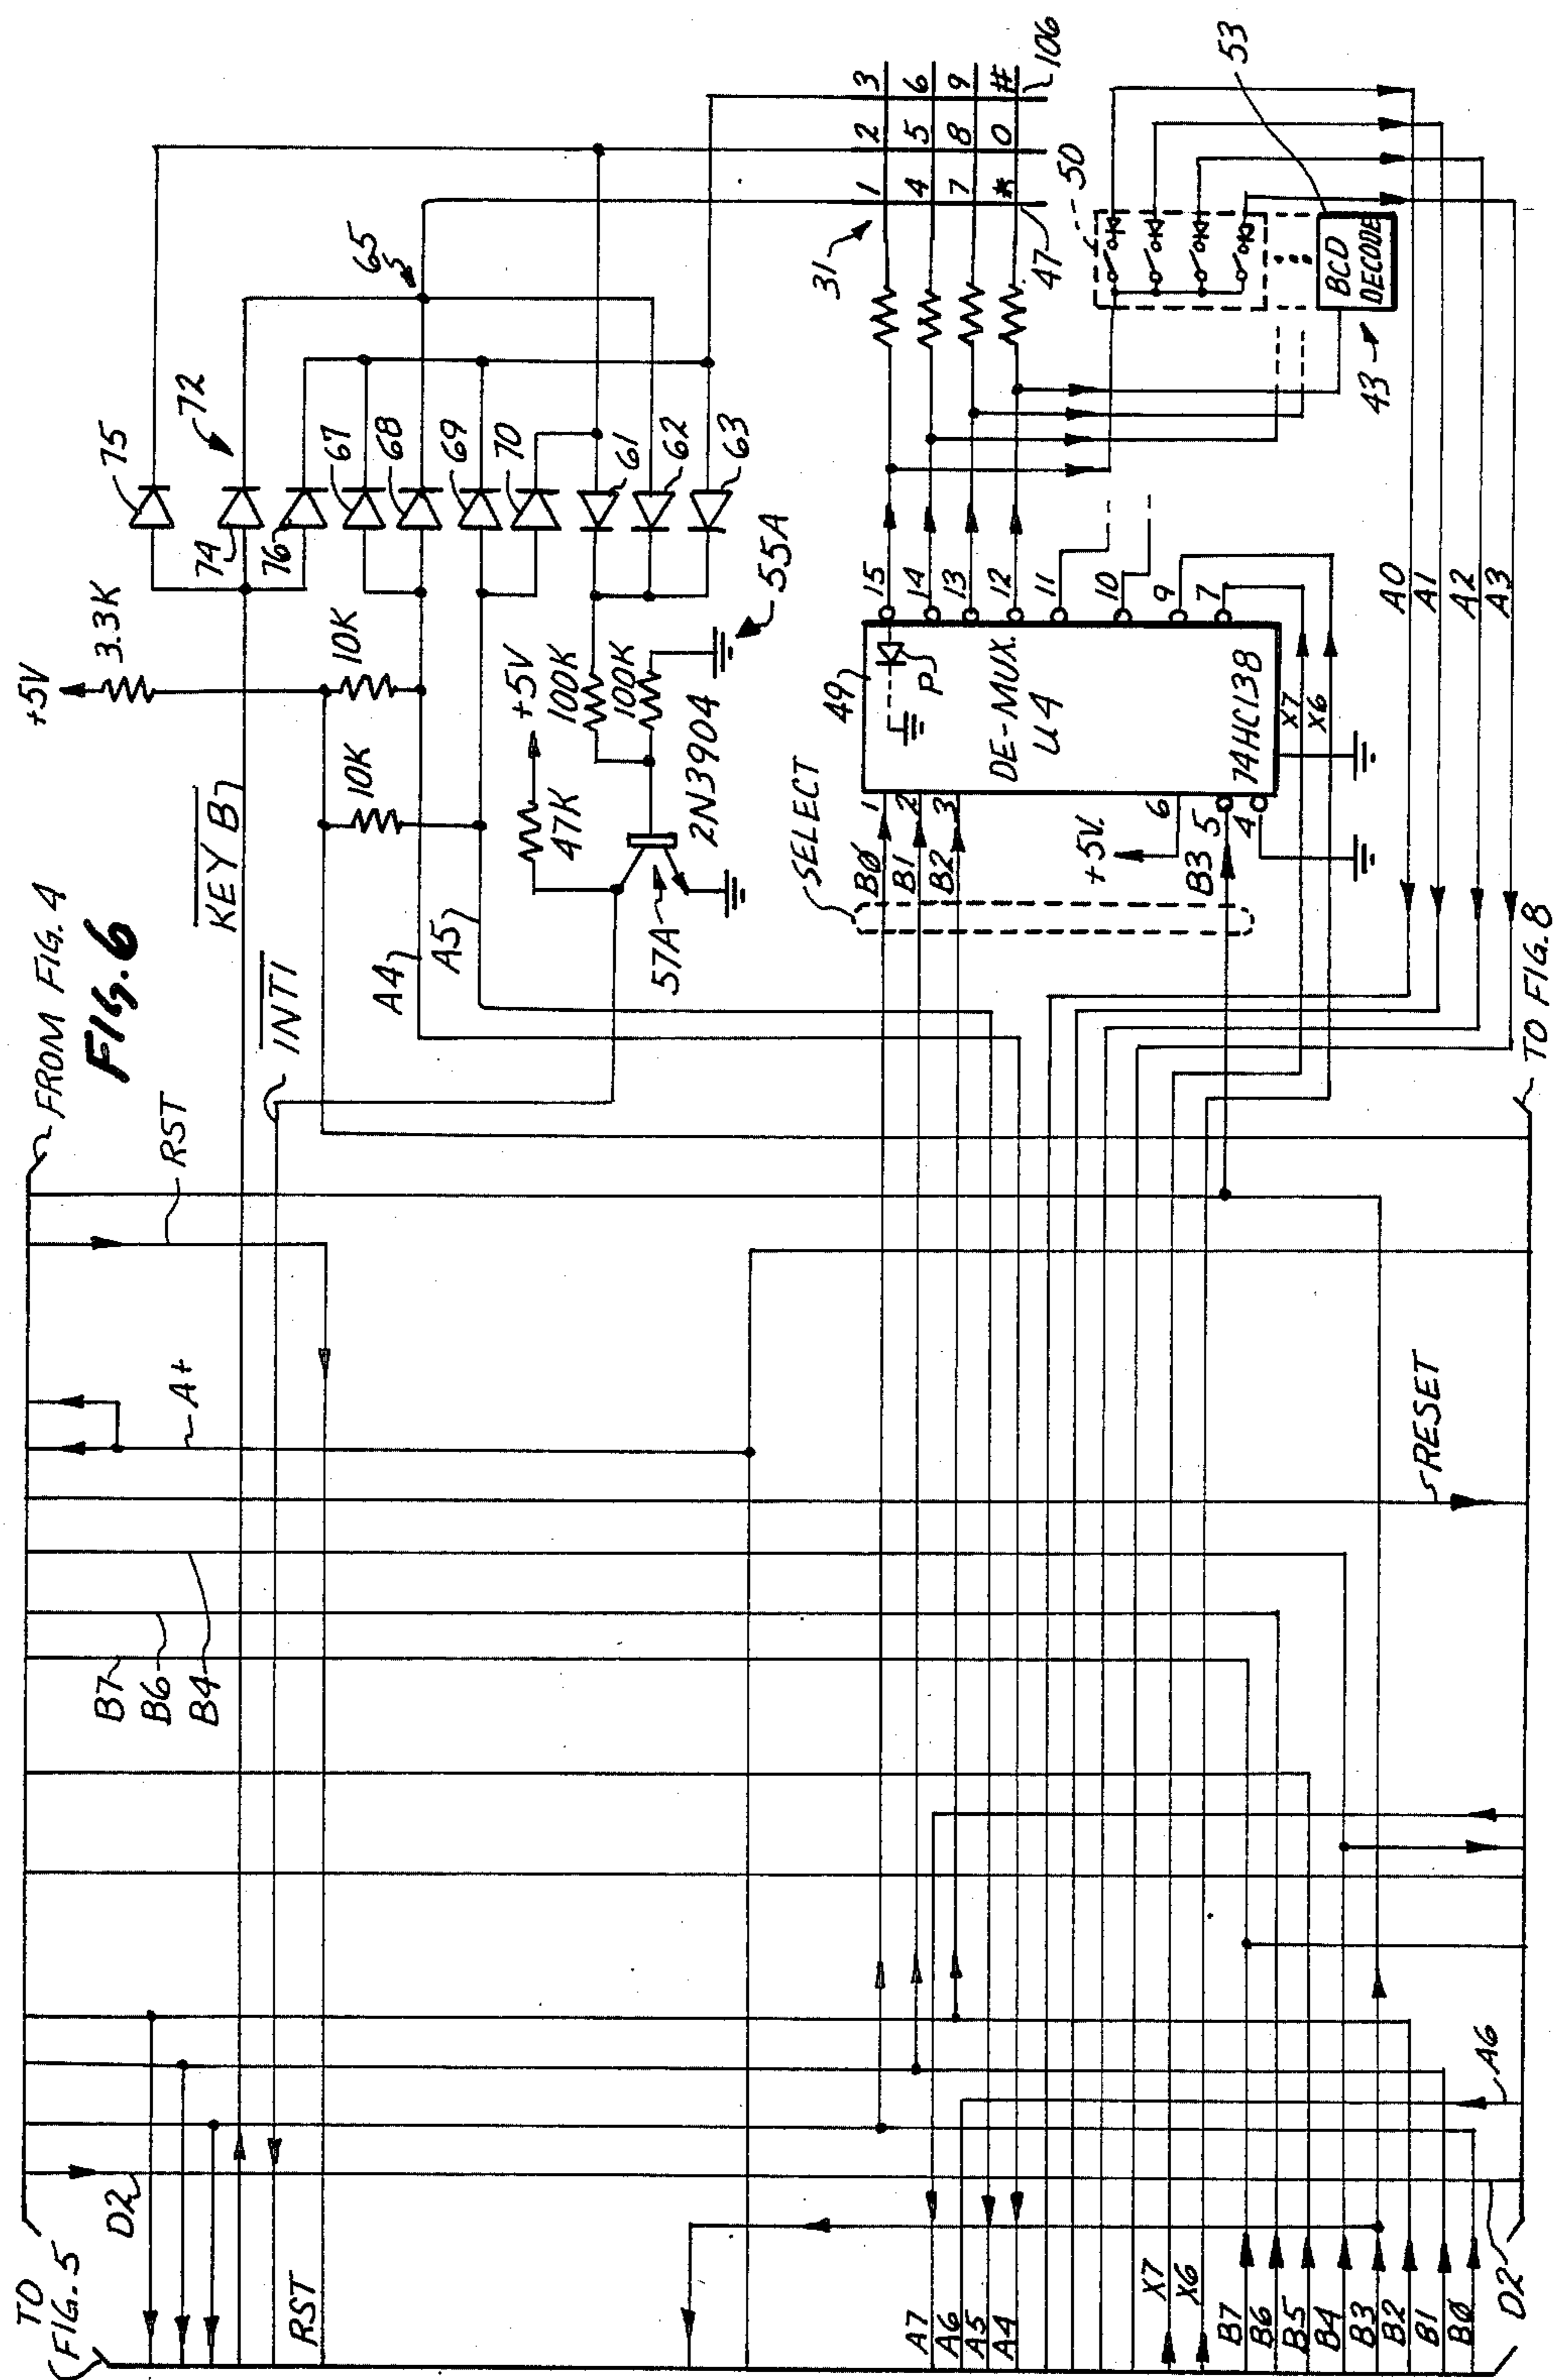 FROM FIG. 4
FIG. 6
TO
FIG. 5
D2
B7
B6
B4
A+
RST
RST
KEY B
INT1
+5V
3.3K
10K
10K
A4
A5
75
72
74
76
67
68
69
70
61
62
63
65
+5V
47K
100K
100K
55A
57A
2N3904
SELECT
BØ
B1
B2
+5V.
B3
1
2
3
6
5
4
49
P
DE-MUX.
U4
74HC138
15
14
13
12
11
10
9
7
X7
X6
31
1 2 3
4 5 6
7 8 9
* 0 #
106
47
50
53
BCD
DECODE
43
A0
A1
A2
A3
RESET
A6
A7
A6
A5
A4
X7
X6
B7
B6
B5
B4
B3
B2
B1
BØ
D2
TO FIG. 8